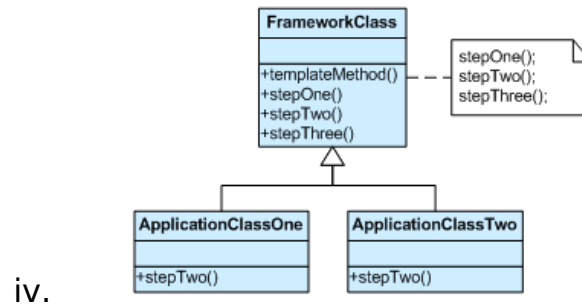 FrameworkClass
+templateMethod()
+stepOne()
+stepTwo()
+stepThree()
stepOne();
stepTwo();
stepThree();
ApplicationClassOne
+stepTwo()
ApplicationClassTwo
+stepTwo()
iv.